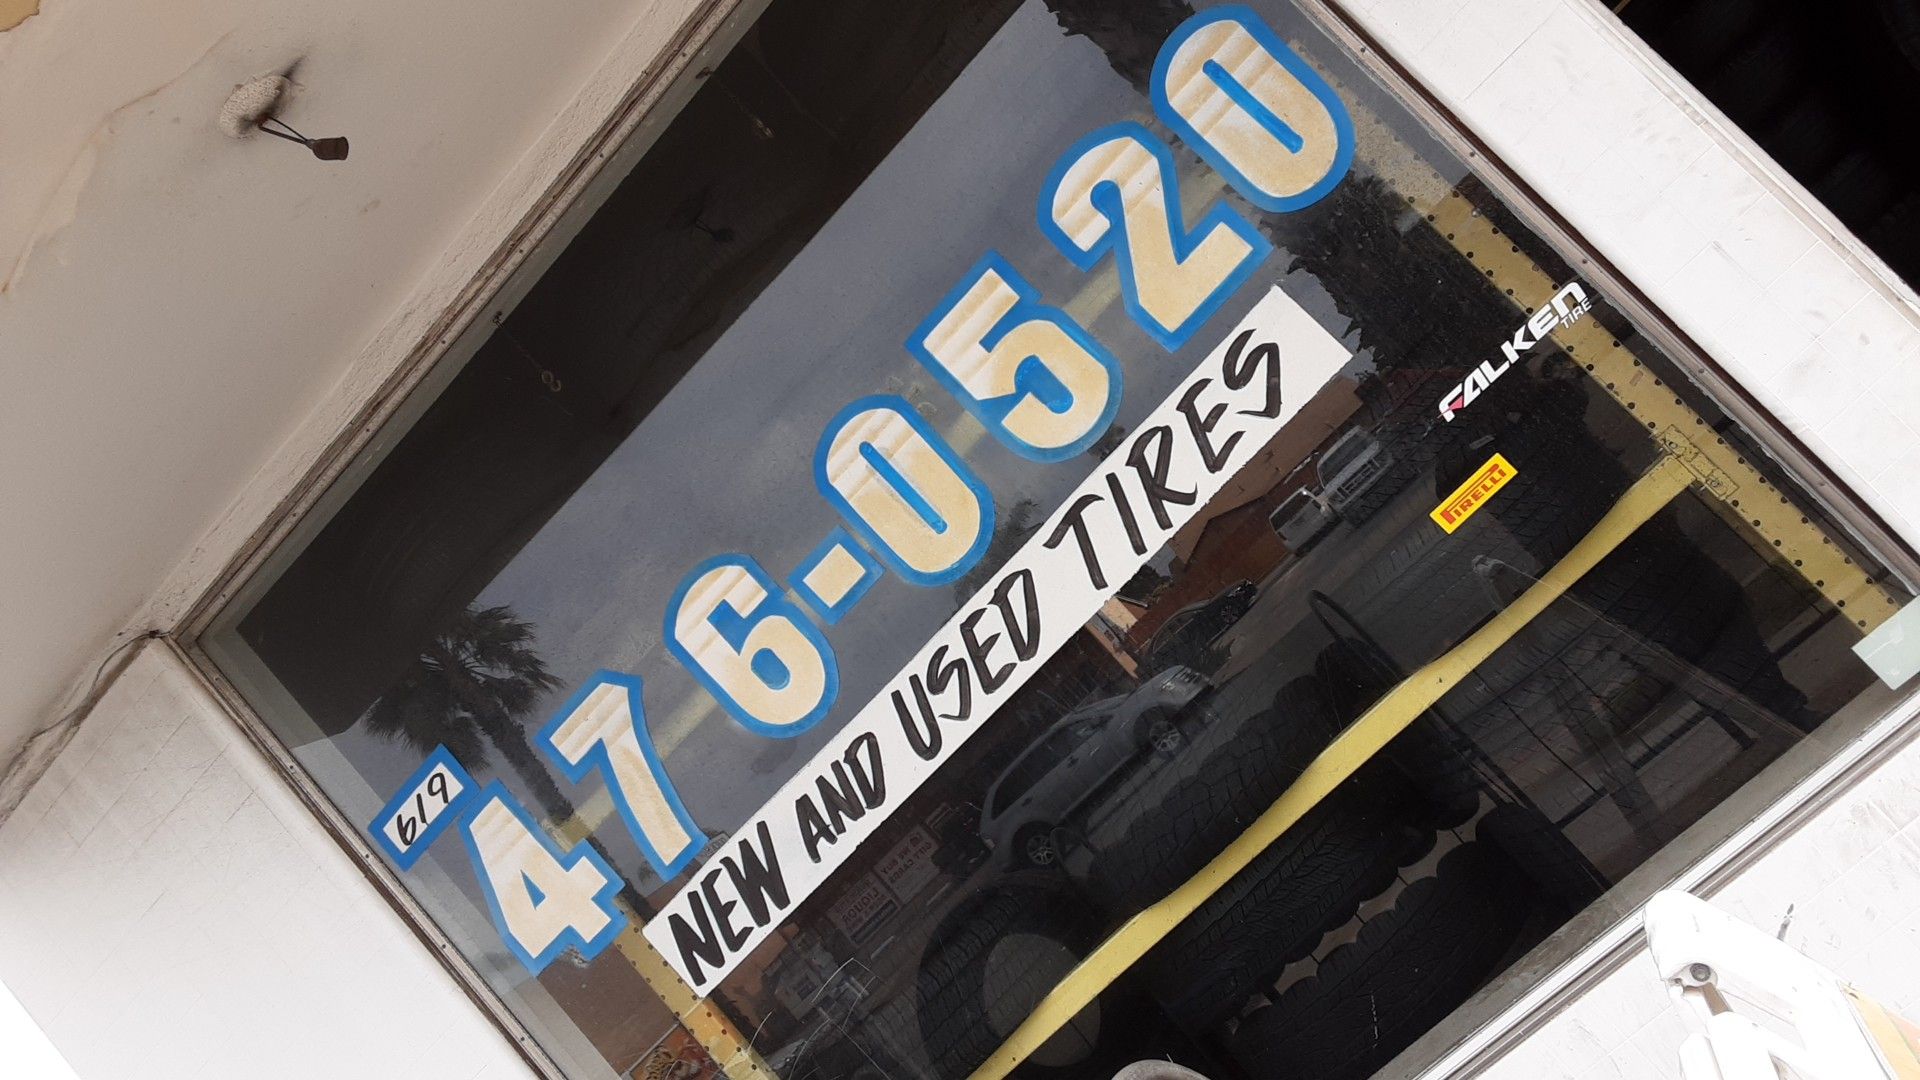 619
476-0520
NEW AND USED TIRES
FALKEN
TIRE
PIRELLI